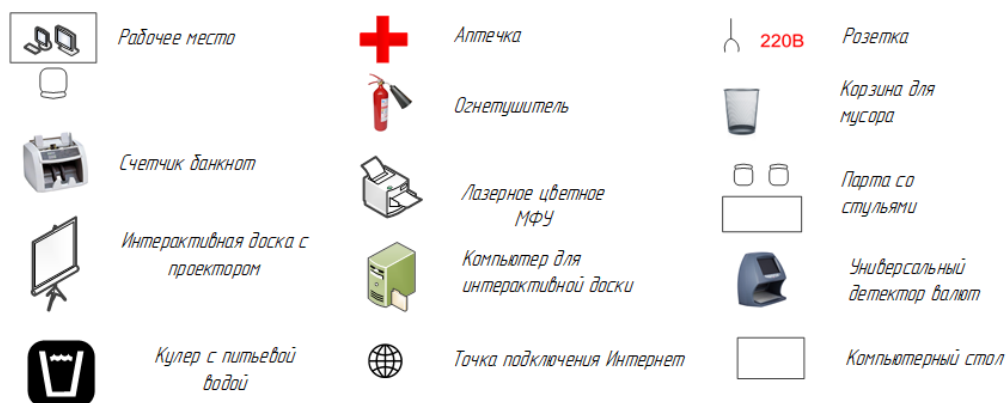 Рабочее место
Аптечка
220В
Розетка
Огнетушитель
Корзина для
мусора
Счетчик банкнот
Лазерное цветное
МФУ
Парта со
стульями
Интерактивная доска с
проектором
Компьютер для
интерактивной доски
Универсальный
детектор валют
Кулер с питьевой
водой
Точка подключения Интернет
Компьютерный стол